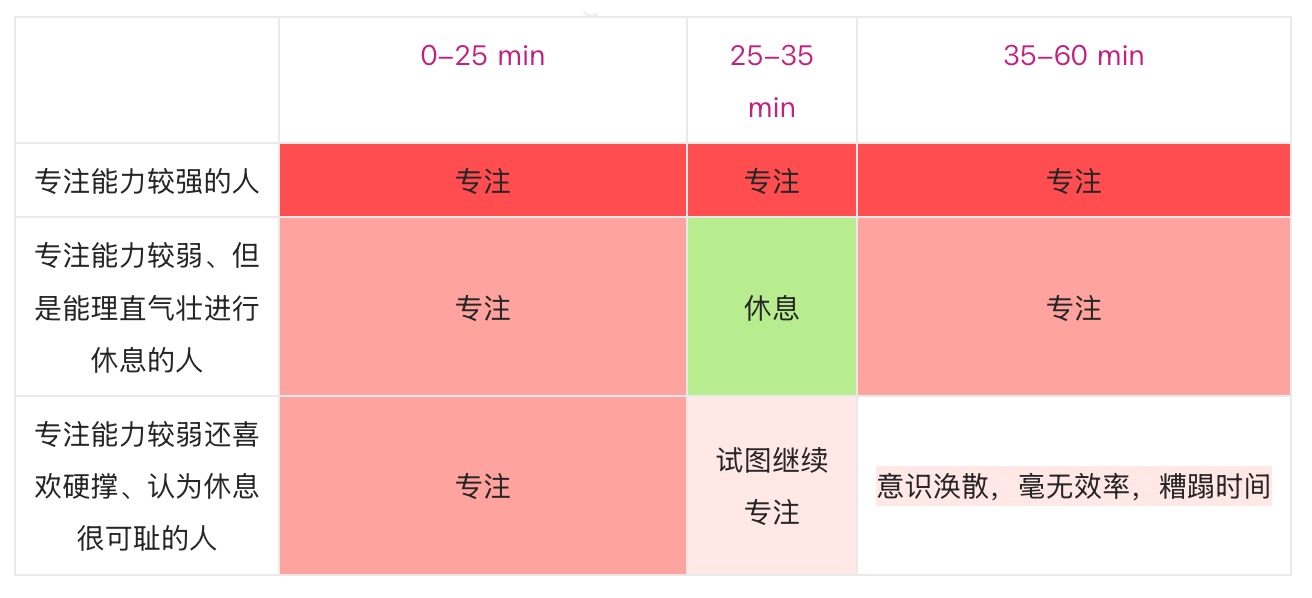 0–25 min
25–35
min
35–60 min
专注能力较强的人
专注
专注
专注
专注能力较弱、但
是能理直气壮进行
休息的人
专注
休息
专注
专注能力较弱还喜
欢硬撑、认为休息
很可耻的人
专注
试图继续
专注
意识涣散，毫无效率，糟蹋时间